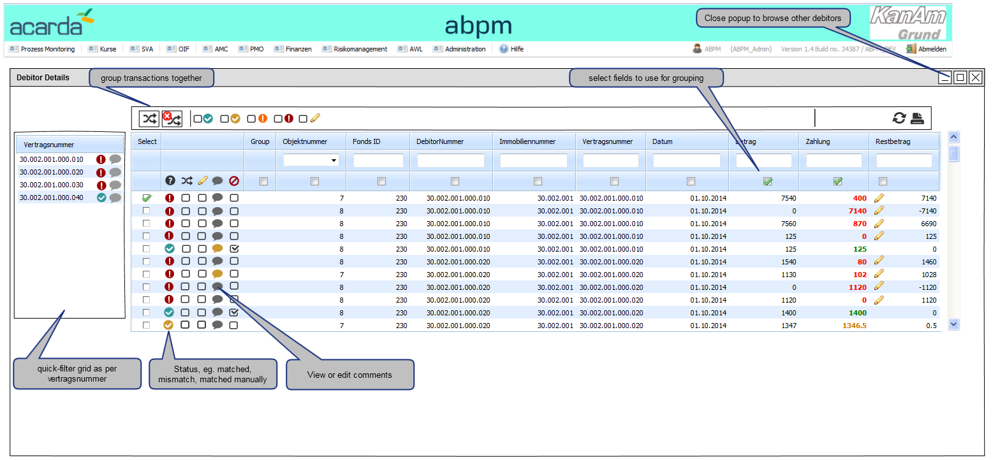 acarda
abpm
Close popup to browse other debitors
KanAm
Grund
Prozess Monitoring Kurse SVA OIF AMC PMO Finanzen Risikomanagement AWL Administration Hilfe ABPM (ABPM_Admin) Version 1.4 Build no. 34387 / ABPM_DEV Abmelden
Debitor Details
group transactions together
select fields to use for grouping
Vertragsnummer
30.002.001.000.010
30.002.001.000.020
30.002.001.000.030
30.002.001.000.040
Select Group Objektnummer Fonds ID DebitorNummer Immobiliennummer Vertragsnummer Datum Zahlung Restbetrag
7 230 30.002.001.000.010 30.002.001 30.002.001.000.010 01.10.2014 7540 400 7140
8 230 30.002.001.000.010 30.002.001 30.002.001.000.010 01.10.2014 0 7140 -7140
8 230 30.002.001.000.010 30.002.001 30.002.001.000.010 01.10.2014 7560 870 6690
8 230 30.002.001.000.010 30.002.001 30.002.001.000.010 01.10.2014 125 0 125
8 230 30.002.001.000.010 30.002.001 30.002.001.000.010 01.10.2014 125 125 0
8 230 30.002.001.000.020 30.002.001 30.002.001.000.020 01.10.2014 1540 80 1460
7 230 30.002.001.000.020 30.002.001 30.002.001.000.020 01.10.2014 1130 102 1028
8 230 30.002.001.000.020 30.002.001 30.002.001.000.020 01.10.2014 0 1120 -1120
8 230 30.002.001.000.020 30.002.001 30.002.001.000.020 01.10.2014 1120 0 1120
8 230 30.002.001.000.020 30.002.001 30.002.001.000.020 01.10.2014 1400 1400 0
7 230 30.002.001.000.020 30.002.001 30.002.001.000.020 01.10.2014 1347 1346.5 0.5
quick-filter grid as per
vertragsnummer
Status, eg. matched,
mismatch, matched manually
View or edit comments